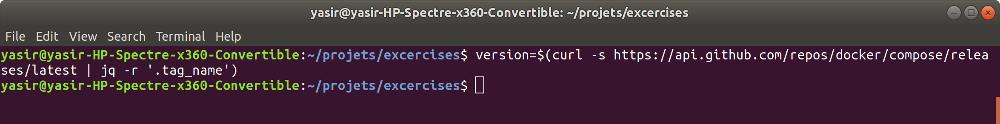 yasir@yasir-HP-Spectre-x360-Convertible: ~/projets/excercises
File Edit View Search Terminal Help
yasir@yasir-HP-Spectre-x360-Convertible:~/projets/excercises$ version=$(curl -s https://api.github.com/repos/docker/compose/relea
ses/latest | jq -r '.tag_name')
yasir@yasir-HP-Spectre-x360-Convertible:~/projets/excercises$